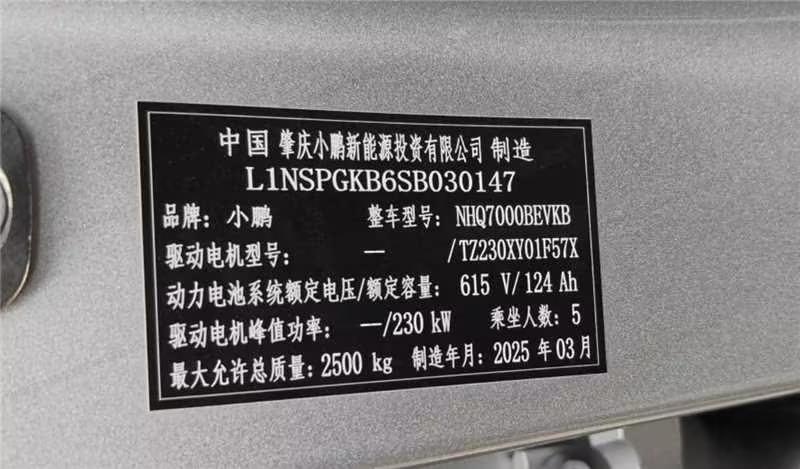 中国 肇庆小鹏新能源投资有限公司 制造
L1NSPGKB6SB030147
品牌：小鹏 整车型号：NHQ7000BEVKB
驱动电机型号： —/TZ230XY01F57X
动力电池系统额定电压/额定容量：615 V/124 Ah
驱动电机峰值功率： —/230 kW 乘坐人数：5
最大允许总质量：2500 kg 制造年月：2025 年 03 月